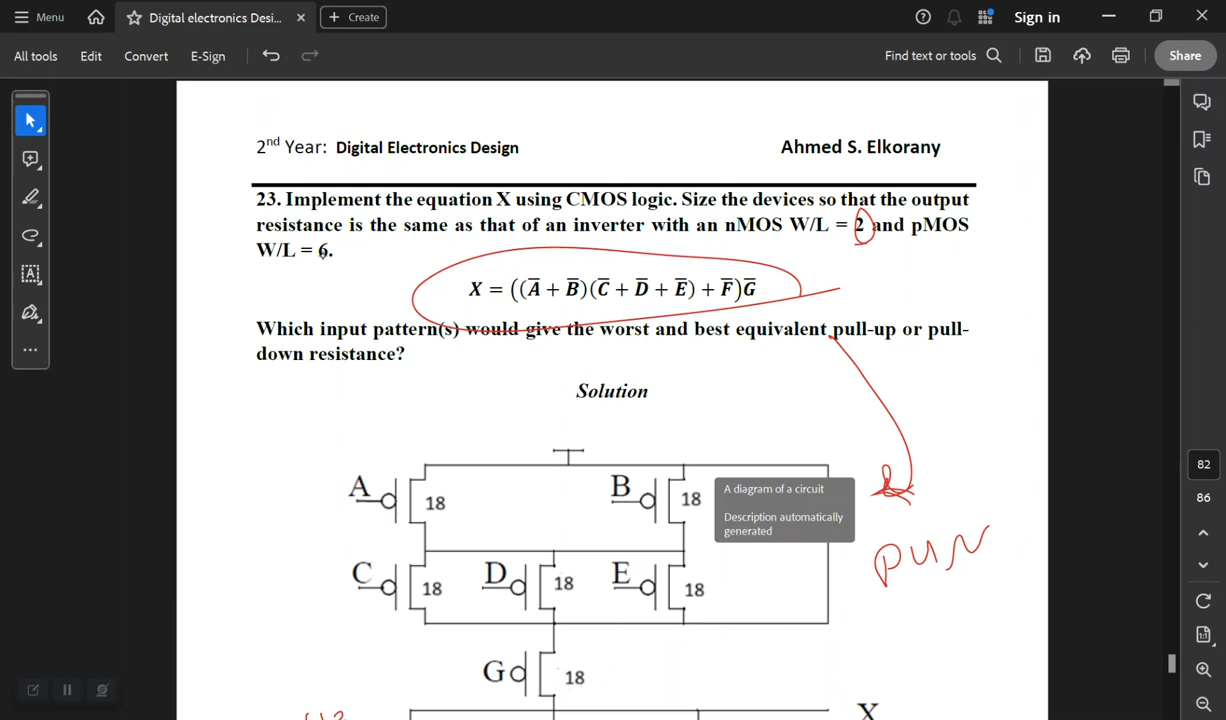 Menu
Digital electronics Desi...
Create
Sign in
All tools
Edit
Convert
E-Sign
Find text or tools
Share
2nd Year: Digital Electronics Design
Ahmed S. Elkorany
23. Implement the equation X using CMOS logic. Size the devices so that the output
resistance is the same as that of an inverter with an nMOS W/L = 2 and pMOS
W/L = 6.
X = ((A̅ + B̅)(C̅ + D̅ + E̅) + F̅)G̅
Which input pattern(s) would give the worst and best equivalent pull-up or pull-
down resistance?
Solution
A
18
B
18
A diagram of a circuit
Description automatically
generated
C
18
D
18
E
18
PUN
G
18
X
82
86
1:1